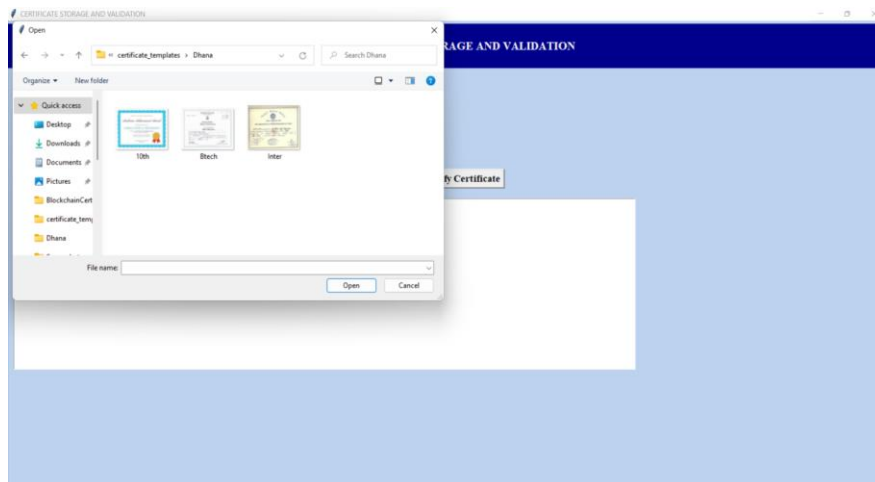 CERTIFICATE STORAGE AND VALIDATION
Open
certificate_templates › Dhana
Search Dhana
RAGE AND VALIDATION
Organize
New folder
Quick access
Desktop
Downloads
Documents
Pictures
BlockchainCert
certificate_temp
Dhana
10th
Btech
Inter
fy Certificate
File name:
Open
Cancel